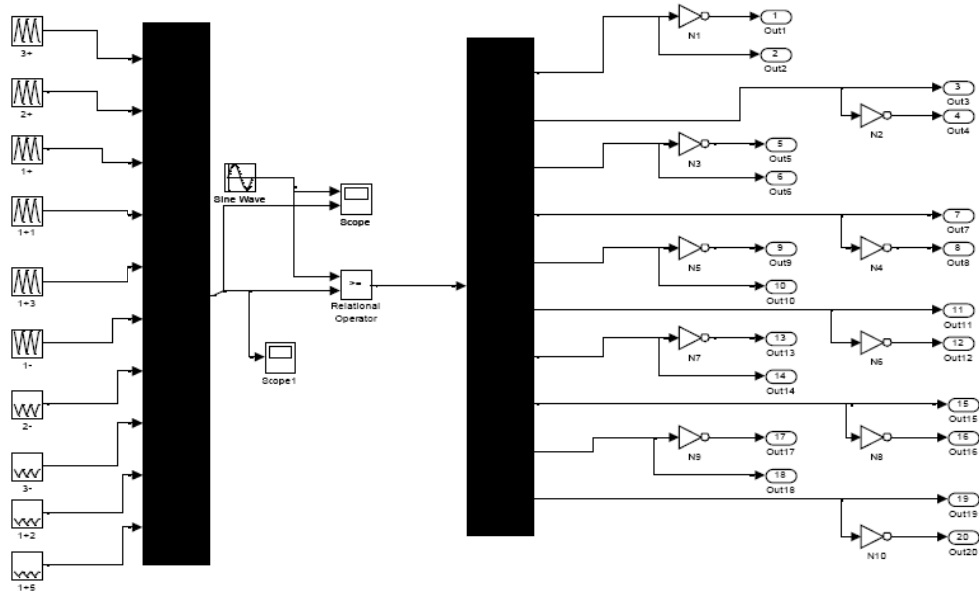 3+
2+
1+
1+1
1+3
1-
2-
3-
1+2
1+5
Sine Wave
Scope
>=
Relational
Operator
Scope1
N1
1
Out1
2
Out2
3
Out3
N2
4
Out4
N3
5
Out5
6
Out6
7
Out7
N4
8
Out8
N5
9
Out9
10
Out10
11
Out11
N6
12
Out12
N7
13
Out13
14
Out14
15
Out15
N8
16
Out16
N9
17
Out17
18
Out18
19
Out19
N10
20
Out20